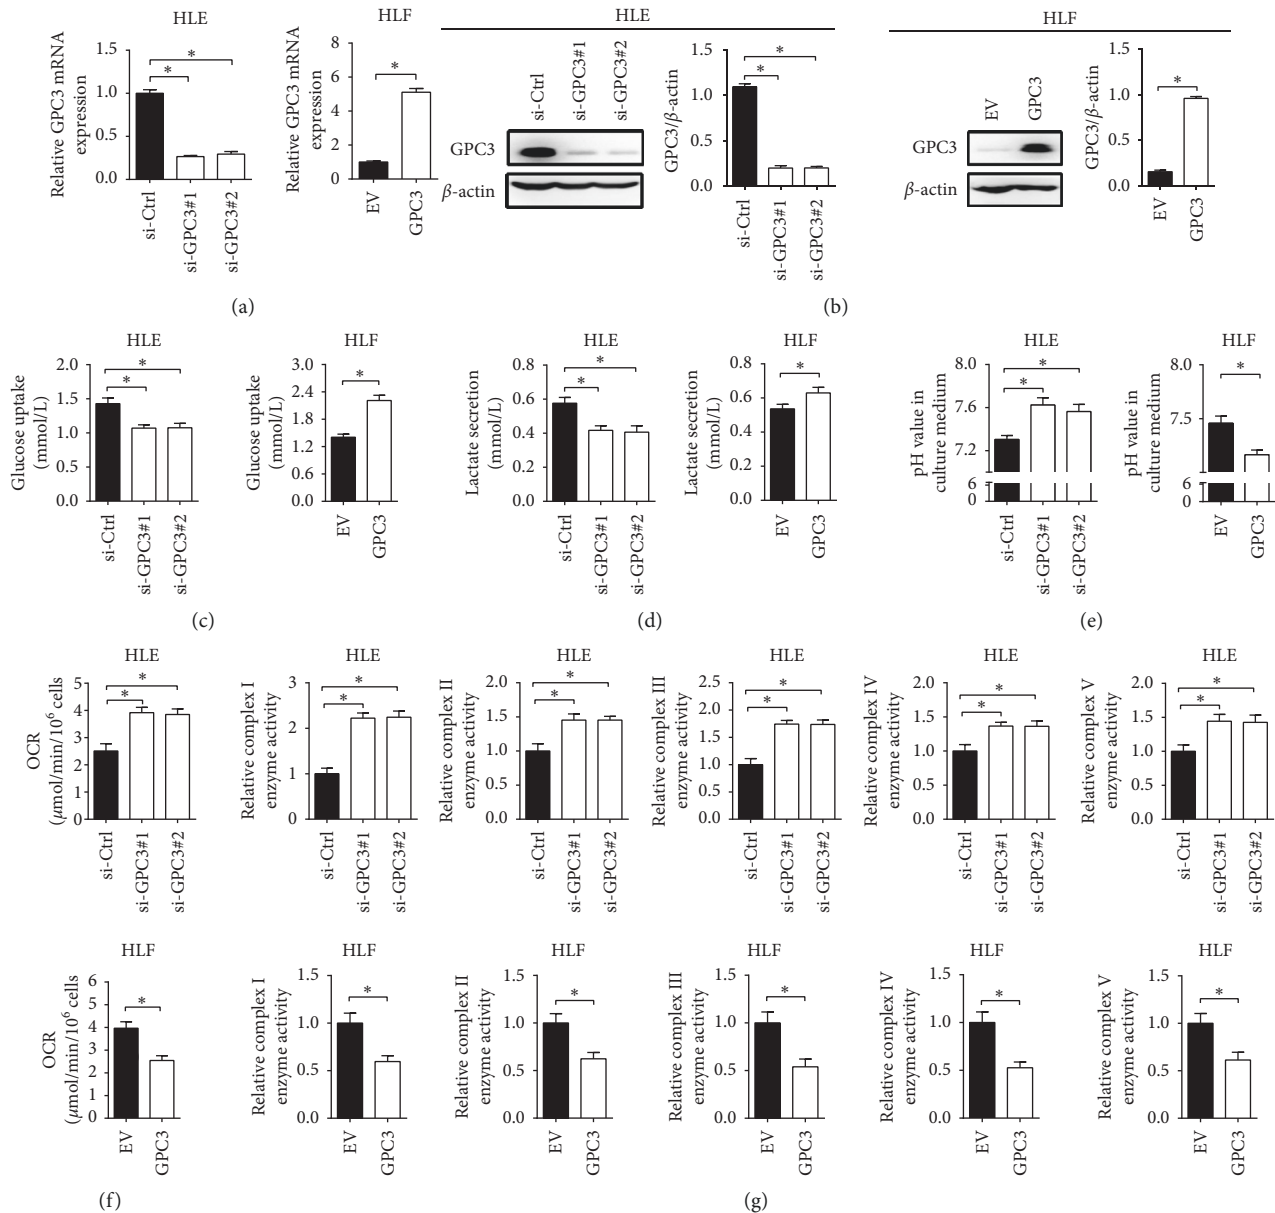 HLE
Relative GPC3 mRNA
expression
1.5
1.0
0.5
0.0
*
*
si-Ctrl
si-GPC3#1
si-GPC3#2
HLF
Relative GPC3 mRNA
expression
8
6
4
2
0
*
EV
GPC3
(a)
HLE
si-Ctrl
si-GPC3#1
si-GPC3#2
GPC3
β-actin
GPC3/β-actin
1.5
1.0
0.5
0.0
*
*
si-Ctrl
si-GPC3#1
si-GPC3#2
HLF
EV
GPC3
GPC3
β-actin
GPC3/β-actin
1.5
1.0
0.5
0.0
*
EV
GPC3
(b)
HLE
Glucose uptake
(mmol/L)
2.0
1.5
1.0
0.5
0.0
*
*
si-Ctrl
si-GPC3#1
si-GPC3#2
HLF
Glucose uptake
(mmol/L)
3.0
2.4
1.8
1.2
0.6
0.0
*
EV
GPC3
(c)
HLE
Lactate secretion
(mmol/L)
0.8
0.6
0.4
0.2
0.0
*
*
si-Ctrl
si-GPC3#1
si-GPC3#2
HLF
Lactate secretion
(mmol/L)
0.8
0.6
0.4
0.2
0.0
*
EV
GPC3
(d)
HLE
pH value in
culture medium
8.0
7.6
7.2
6
0
*
*
si-Ctrl
si-GPC3#1
si-GPC3#2
HLF
pH value in
culture medium
8.0
7.5
6
0
*
EV
GPC3
(e)
HLE
OCR
(μmol/min/10⁶ cells)
5
4
3
2
1
0
*
*
si-Ctrl
si-GPC3#1
si-GPC3#2
Relative complex I
enzyme activity
3
2
1
0
HLE
*
*
si-Ctrl
si-GPC3#1
si-GPC3#2
Relative complex II
enzyme activity
2.0
1.5
1.0
0.5
0.0
HLE
*
*
si-Ctrl
si-GPC3#1
si-GPC3#2
Relative complex III
enzyme activity
2.5
2.0
1.5
1.0
0.5
0.0
HLE
*
*
si-Ctrl
si-GPC3#1
si-GPC3#2
Relative complex IV
enzyme activity
2.0
1.5
1.0
0.5
0.0
HLE
*
*
si-Ctrl
si-GPC3#1
si-GPC3#2
Relative complex V
enzyme activity
2.0
1.5
1.0
0.5
0.0
HLE
*
*
si-Ctrl
si-GPC3#1
si-GPC3#2
HLF
OCR
(μmol/min/10⁶ cells)
6
5
4
3
2
1
0
*
EV
GPC3
(f)
Relative complex I
enzyme activity
HLF
1.5
1.0
0.5
0.0
*
EV
GPC3
Relative complex II
enzyme activity
HLF
1.5
1.0
0.5
0.0
*
EV
GPC3
Relative complex III
enzyme activity
HLF
1.5
1.0
0.5
0.0
*
EV
GPC3
Relative complex IV
enzyme activity
HLF
1.5
1.0
0.5
0.0
*
EV
GPC3
Relative complex V
enzyme activity
HLF
1.5
1.0
0.5
0.0
*
EV
GPC3
(g)